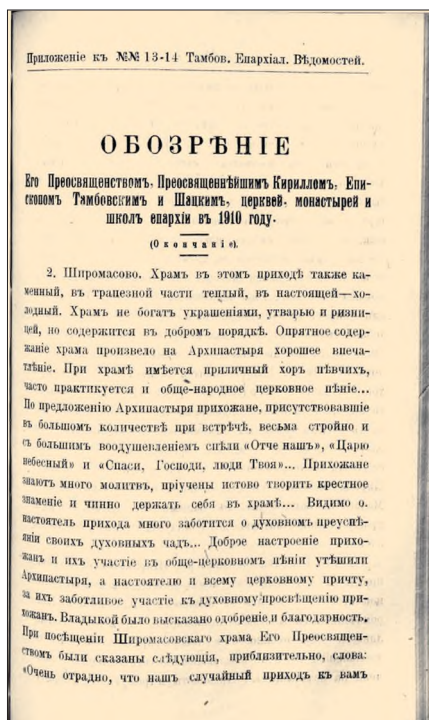 Приложеніе къ №№ 13-14 Тамбов. Епархіал. Вѣдомостей.
ОБОЗРѢНІЕ
Его Преосвященствомъ, Преосвященнѣйшимъ Кирилломъ, Епи-
скопомъ Тамбовскимъ и Шацкимъ, церквей, монастырей и
школъ епархіи въ 1910 году.
(Окончаніе).
2. Широмасово. Храмъ въ этомъ приходѣ также ка-
менный, въ трапезной части теплый, въ настоящей—хо-
лодный. Храмъ не богатъ украшеніями, утварью и ризни-
цей, но содержится въ добромъ порядкѣ. Опрятное содер-
жаніе храма произвело на Архипастыря хорошее впеча-
тлѣніе. При храмѣ имѣется приличный хоръ пѣвчихъ,
часто практикуется и обще-народное церковное пѣніе...
По предложенію Архипастыря прихожане, присутствовавшіе
въ большомъ количествѣ при встрѣчѣ, весьма стройно и
съ большимъ воодушевленіемъ спѣли «Отче нашъ», «Царю
небесный» и «Спаси, Господи, люди Твоя»... Прихожане
знаютъ много молитвъ, пріучены истово творить крестное
знаменіе и чинно держать себя въ храмѣ... Видимо о.
настоятель прихода много заботится о духовномъ преуспѣ-
яніи своихъ духовныхъ чадъ... Доброе настроеніе прихо-
жанъ и ихъ участіе въ обще-церковномъ пѣніи утѣшили
Архипастыря, а настоятелю и всему церковному причту,
за ихъ заботливое участіе къ духовному просвѣщенію при-
хожанъ. Владыкой было высказано одобреніе и благодарность.
При посѣщеніи Широмасовскаго храма Его Преосвящен-
ствомъ были сказаны слѣдующія, приблизительно, слова:
«Очень отрадно, что нашъ случайный приходъ къ вамъ